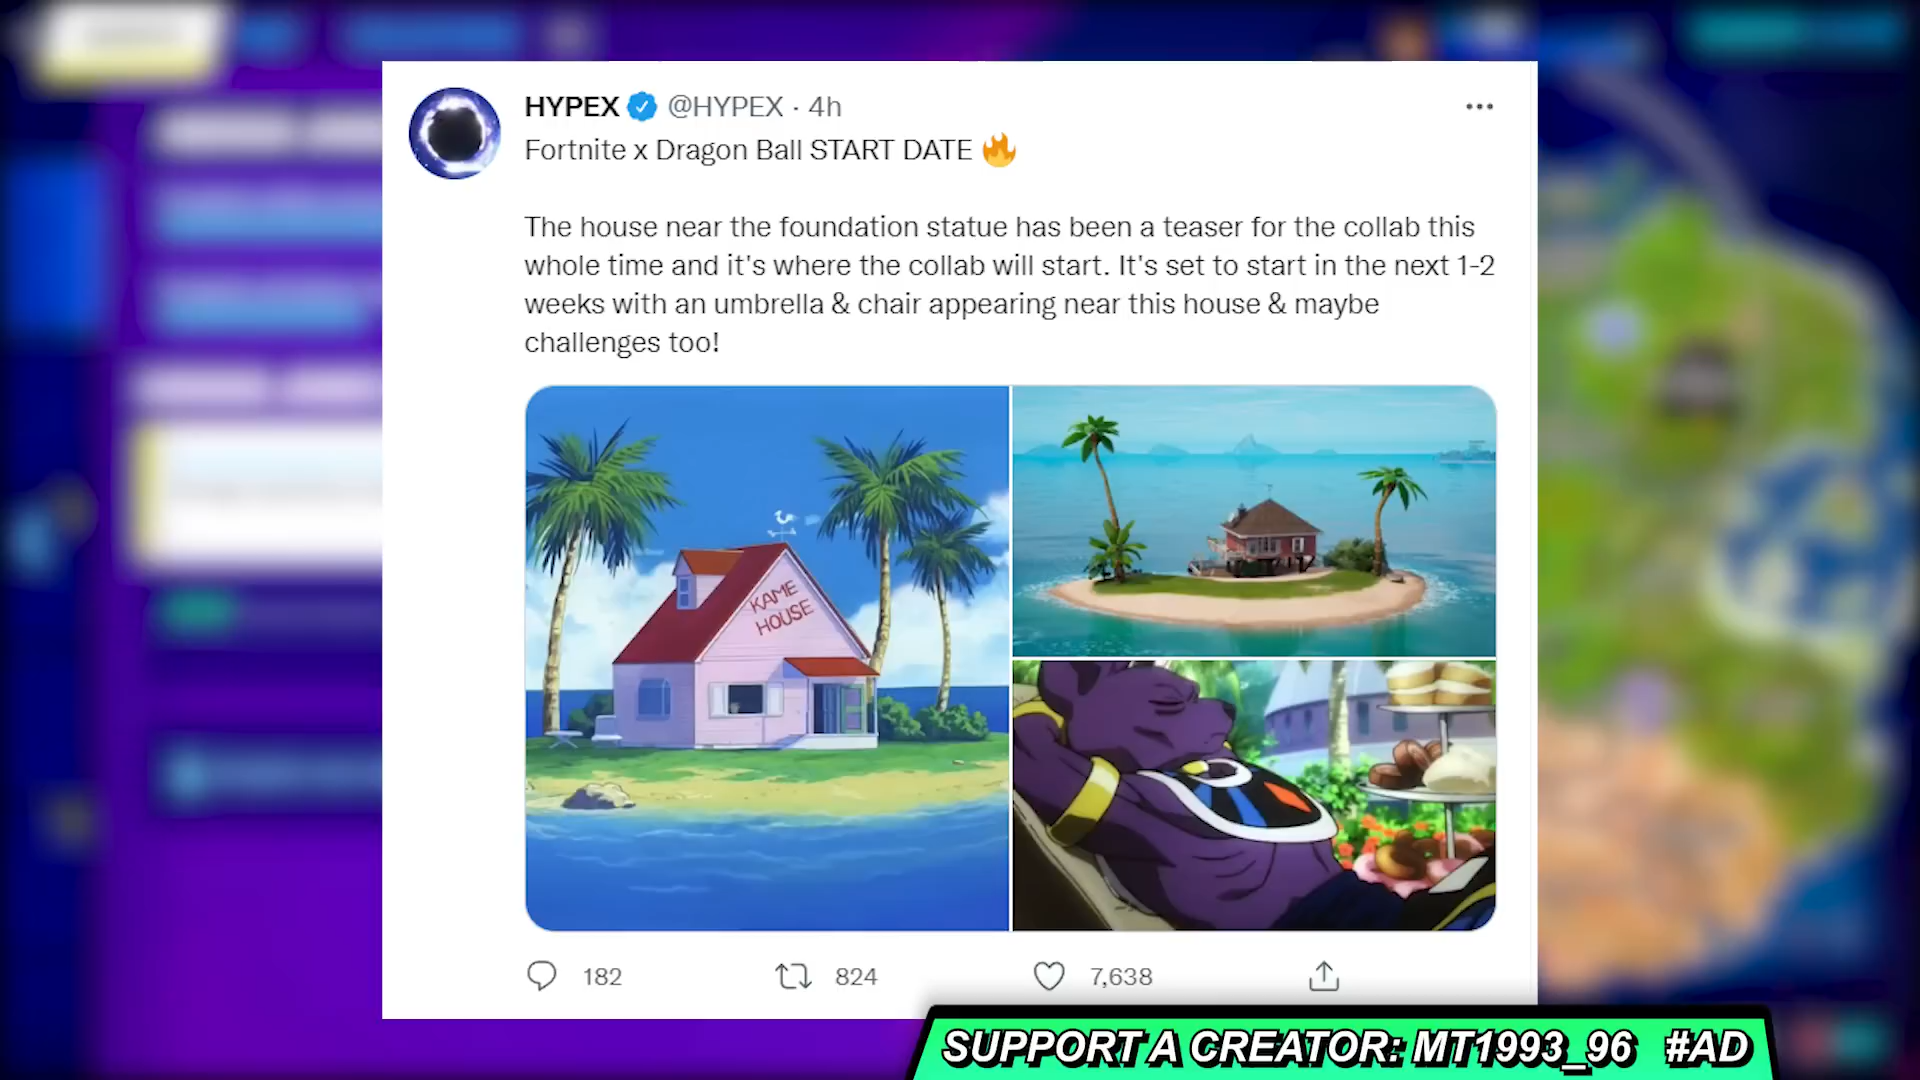 HYPEX @HYPEX · 4h
Fortnite x Dragon Ball START DATE 🔥
The house near the foundation statue has been a teaser for the collab this
whole time and it's where the collab will start. It's set to start in the next 1-2
weeks with an umbrella & chair appearing near this house & maybe
challenges too!
KAME
HOUSE
182 824 7,638
SUPPORT A CREATOR: MT1993_96 #AD